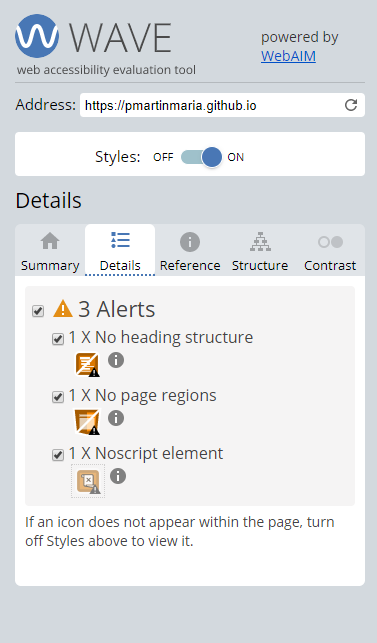 WAVE
web accessibility evaluation tool
powered by
WebAIM
Address: https://pmartinmaria.github.io
Styles: OFF ON
Details
Summary Details Reference Structure Contrast
3 Alerts
1 X No heading structure
1 X No page regions
1 X Noscript element
If an icon does not appear within the page, turn
off Styles above to view it.